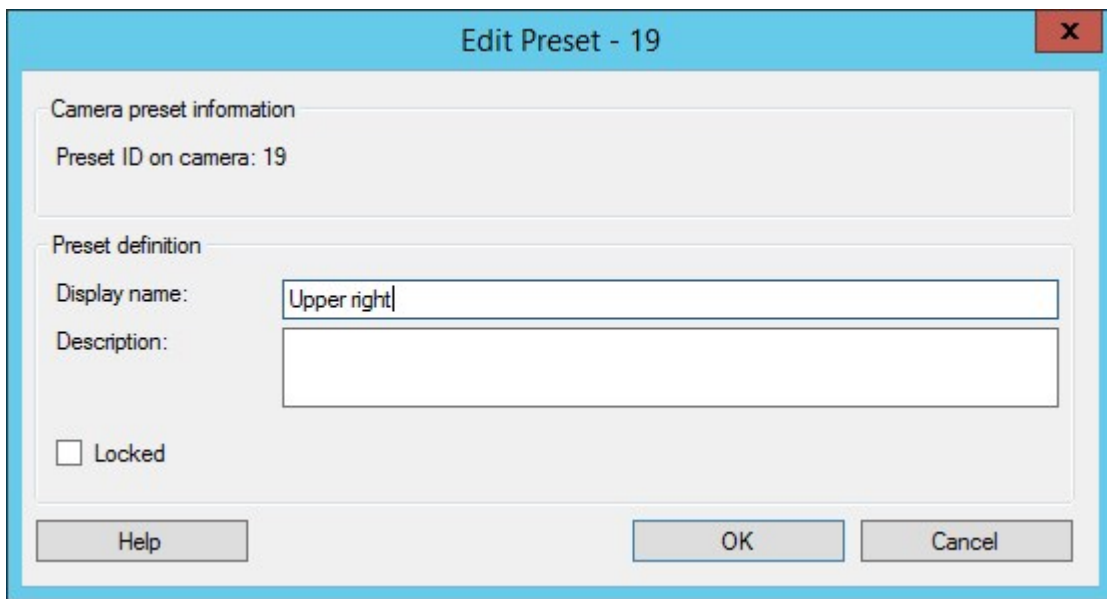 Edit Preset - 19
x
Camera preset information
Preset ID on camera: 19
Preset definition
Display name: Upper right
Description:
Locked
Help OK Cancel